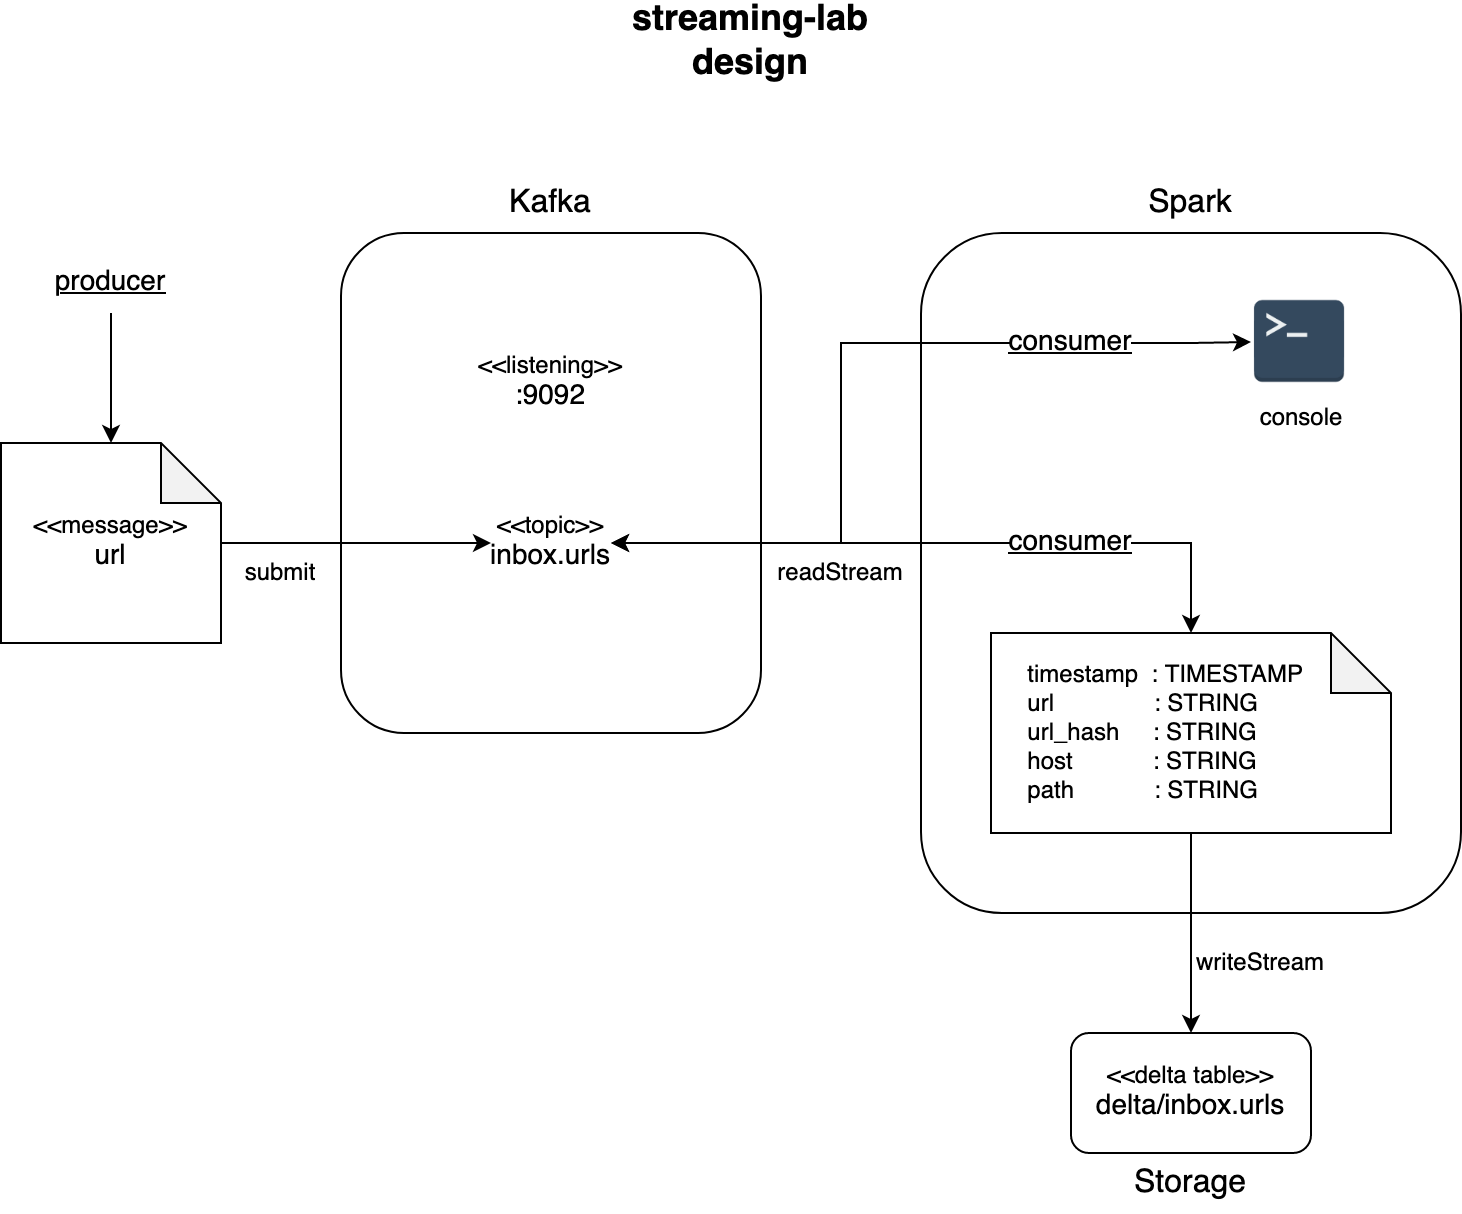 streaming-lab
design
Kafka
Spark
producer
<<listening>>
:9092
consumer
>_
console
<<message>>
url
submit
<<topic>>
inbox.urls
readStream
consumer
timestamp : TIMESTAMP
url : STRING
url_hash : STRING
host : STRING
path : STRING
writeStream
<<delta table>>
delta/inbox.urls
Storage